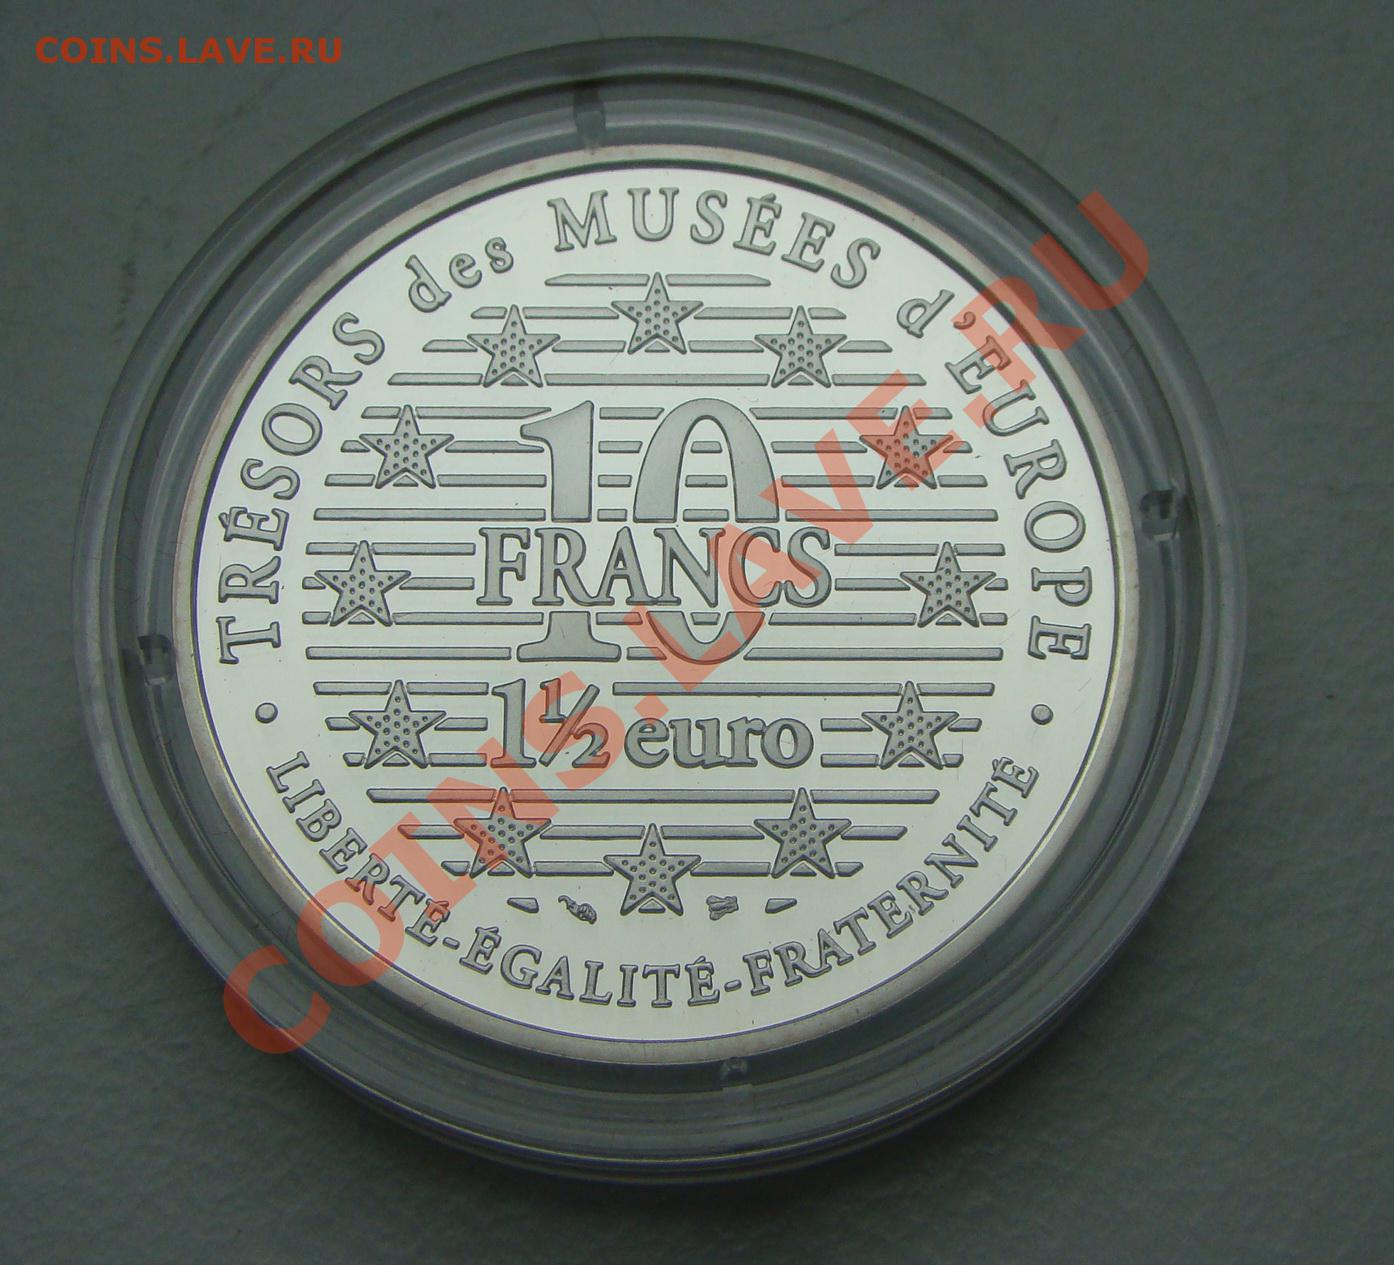 COINS.LAVE.RU
TRÉSORS des MUSÉES d'EUROPE
10
FRANCS
1½ euro
• LIBERTÉ-ÉGALITÉ-FRATERNITÉ •
COINS.LAVE.RU